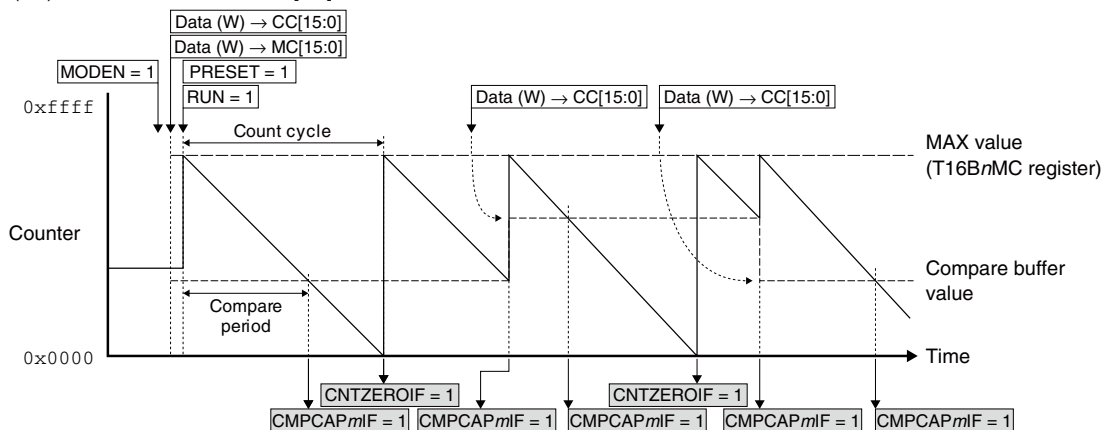 Data (W) → CC[15:0]
Data (W) → MC[15:0]
MODEN = 1
PRESET = 1
RUN = 1
Data (W) → CC[15:0]
Data (W) → CC[15:0]
0xffff
Count cycle
MAX value
(T16BnMC register)
Counter
Compare
period
Compare buffer
value
0x0000
Time
CNTZEROIF = 1
CNTZEROIF = 1
CMPCAPmIF = 1
CMPCAPmIF = 1
CMPCAPmIF = 1
CMPCAPmIF = 1
CMPCAPmIF = 1